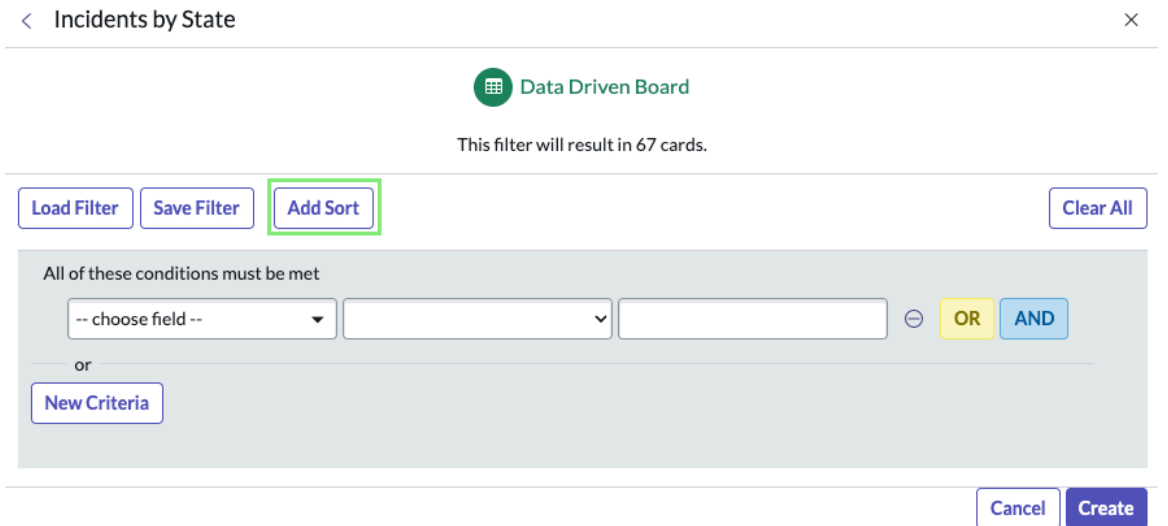 Incidents by State
Data Driven Board
This filter will result in 67 cards.
Load Filter Save Filter Add Sort Clear All
All of these conditions must be met
-- choose field -- OR AND
or
New Criteria
Cancel Create